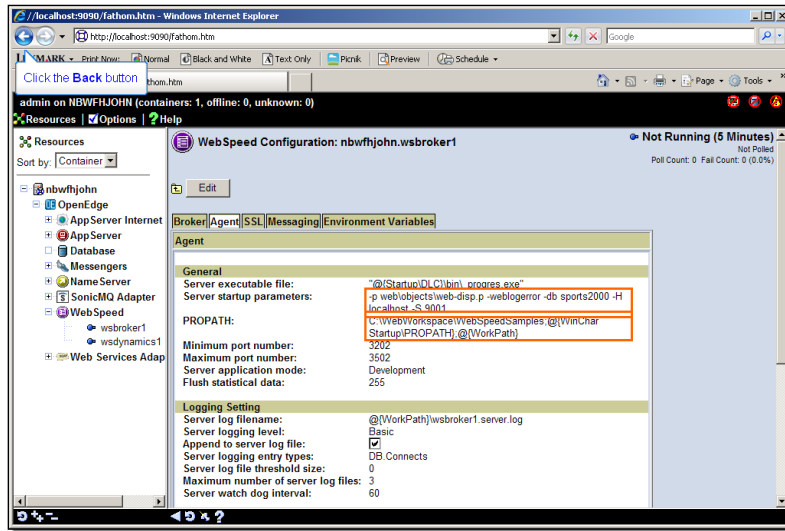 //localhost:9090/fathom.htm - Windows Internet Explorer
http://localhost:9090/fathom.htm
Google
LEXMARK Print Now: Normal Black and White Text Only Picnik Preview Schedule
Click the Back button
thom.htm
Page Tools
admin on NBWFHJOHN (containers: 1, offline: 0, unknown: 0)
Resources | Options | Help
Resources
Sort by: Container
nbwfhjohn
OpenEdge
AppServer Internet
AppServer
Database
Messengers
NameServer
SonicMQ Adapter
WebSpeed
wsbroker1
wsdynamics1
Web Services Adap
WebSpeed Configuration: nbwfhjohn.wsbroker1
Not Running (5 Minutes)
Not Polled
Poll Count: 0 Fail Count: 0 (0.0%)
Edit
Broker Agent SSL Messaging Environment Variables
Agent
General
Server executable file: "@{Startup\DLC}\bin\_progres.exe"
Server startup parameters: -p web\objects\web-disp.p -weblogerror -db sports2000 -H
localhost -S 9001
PROPATH: C:\WebWorkspace\WebSpeedSamples;@{WinChar
Startup\PROPATH};@{WorkPath}
Minimum port number: 3202
Maximum port number: 3502
Server application mode: Development
Flush statistical data: 255
Logging Setting
Server log filename: @{WorkPath}\wsbroker1.server.log
Server logging level: Basic
Append to server log file:
Server logging entry types: DB.Connects
Server log file threshold size: 0
Maximum number of server log files: 3
Server watch dog interval: 60